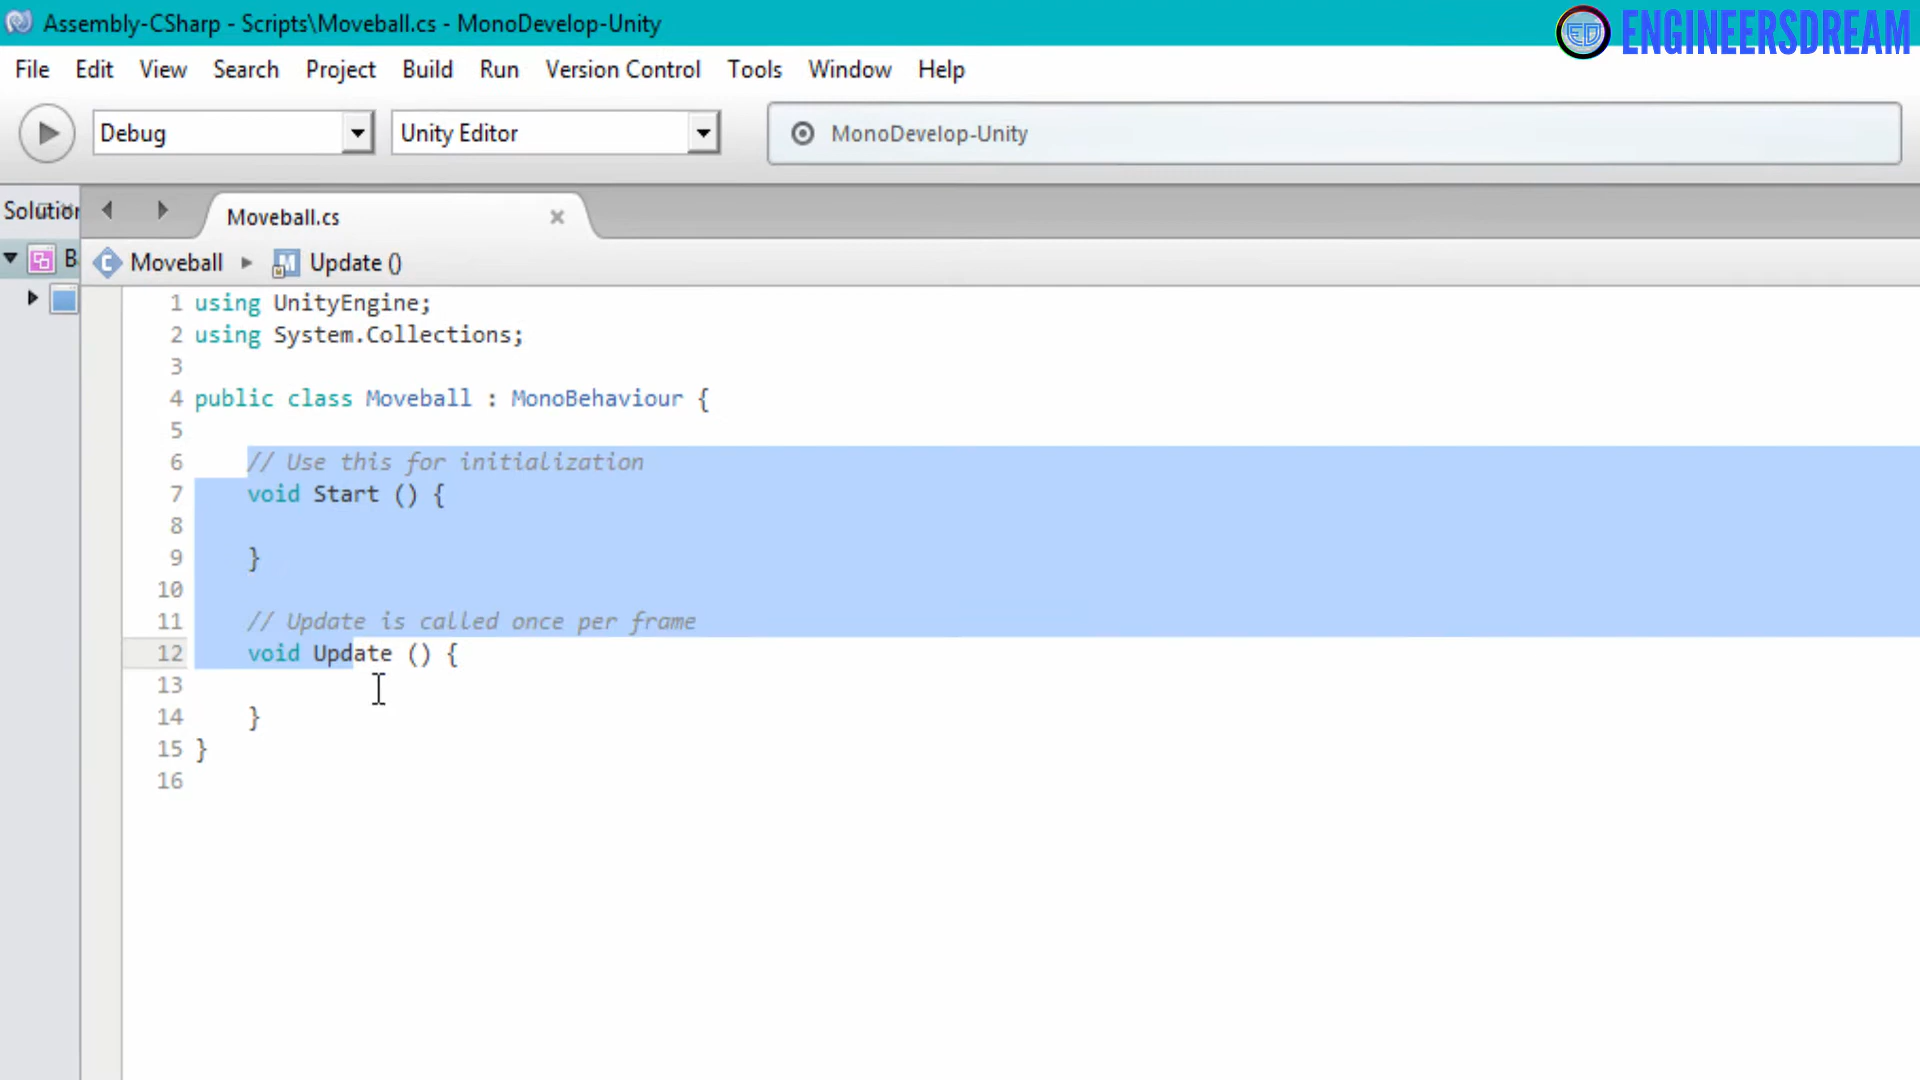 Assembly-CSharp - Scripts\Moveball.cs - MonoDevelop-Unity
ED ENGINEERSDREAM
File Edit View Search Project Build Run Version Control Tools Window Help
Debug Unity Editor MonoDevelop-Unity
Moveball.cs
B Moveball Update ()
1 using UnityEngine;
2 using System.Collections;
3
4 public class Moveball : MonoBehaviour {
5
6 // Use this for initialization
7 void Start () {
8
9 }
10
11 // Update is called once per frame
12 void Update () {
13
14 }
15 }
16